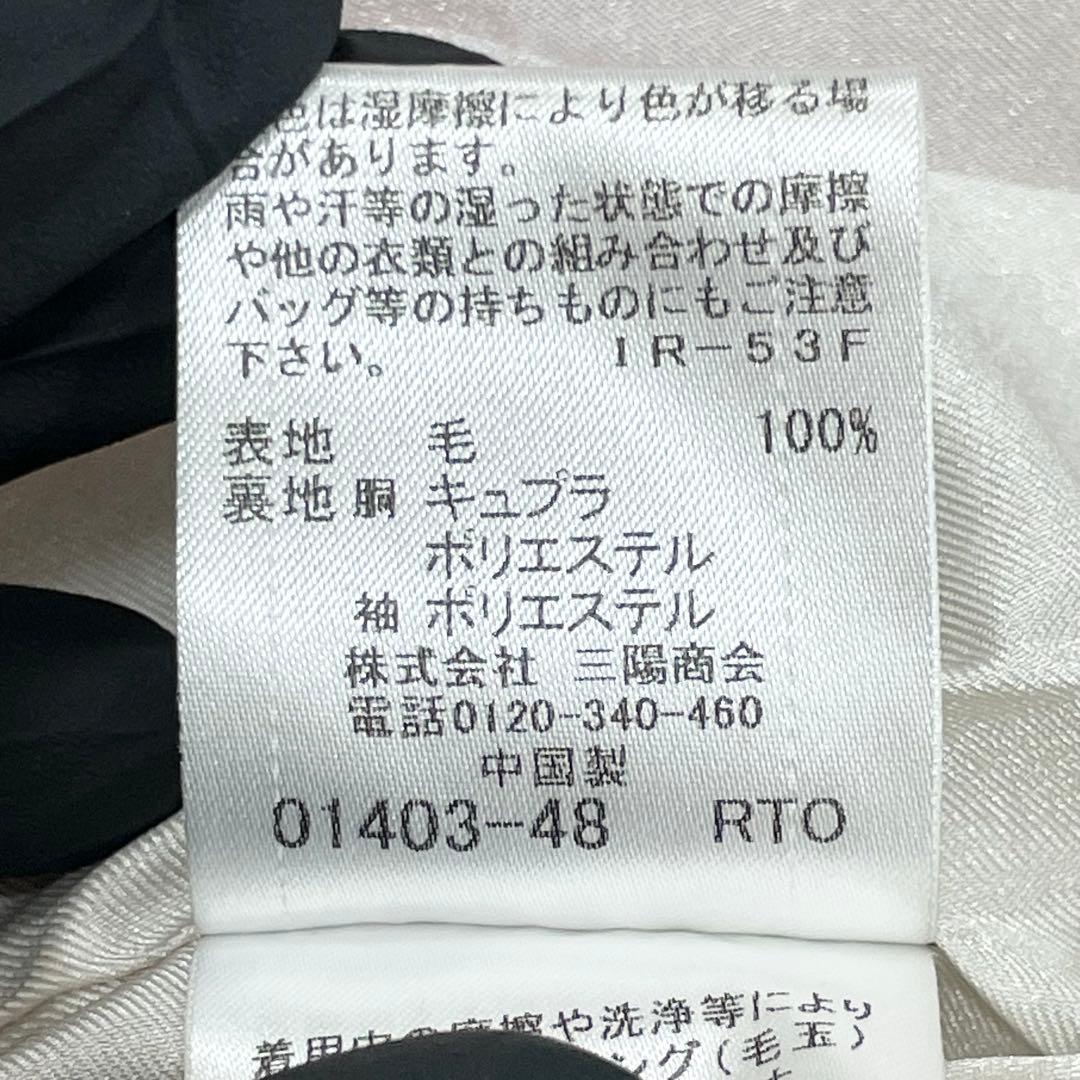 色は湿摩擦により色が移る場
合があります。
雨や汗等の湿った状態での摩擦
や他の衣類との組み合わせ及び
バッグ等の持ちものにもご注意
下さい。 IR-53F
表地 毛 100%
裏地 胴 キュプラ
ポリエステル
袖 ポリエステル
株式会社 三陽商会
電話0120-340-460
中国製
01403-48 RTO
着用中の摩擦や洗浄等により
ング(毛玉)